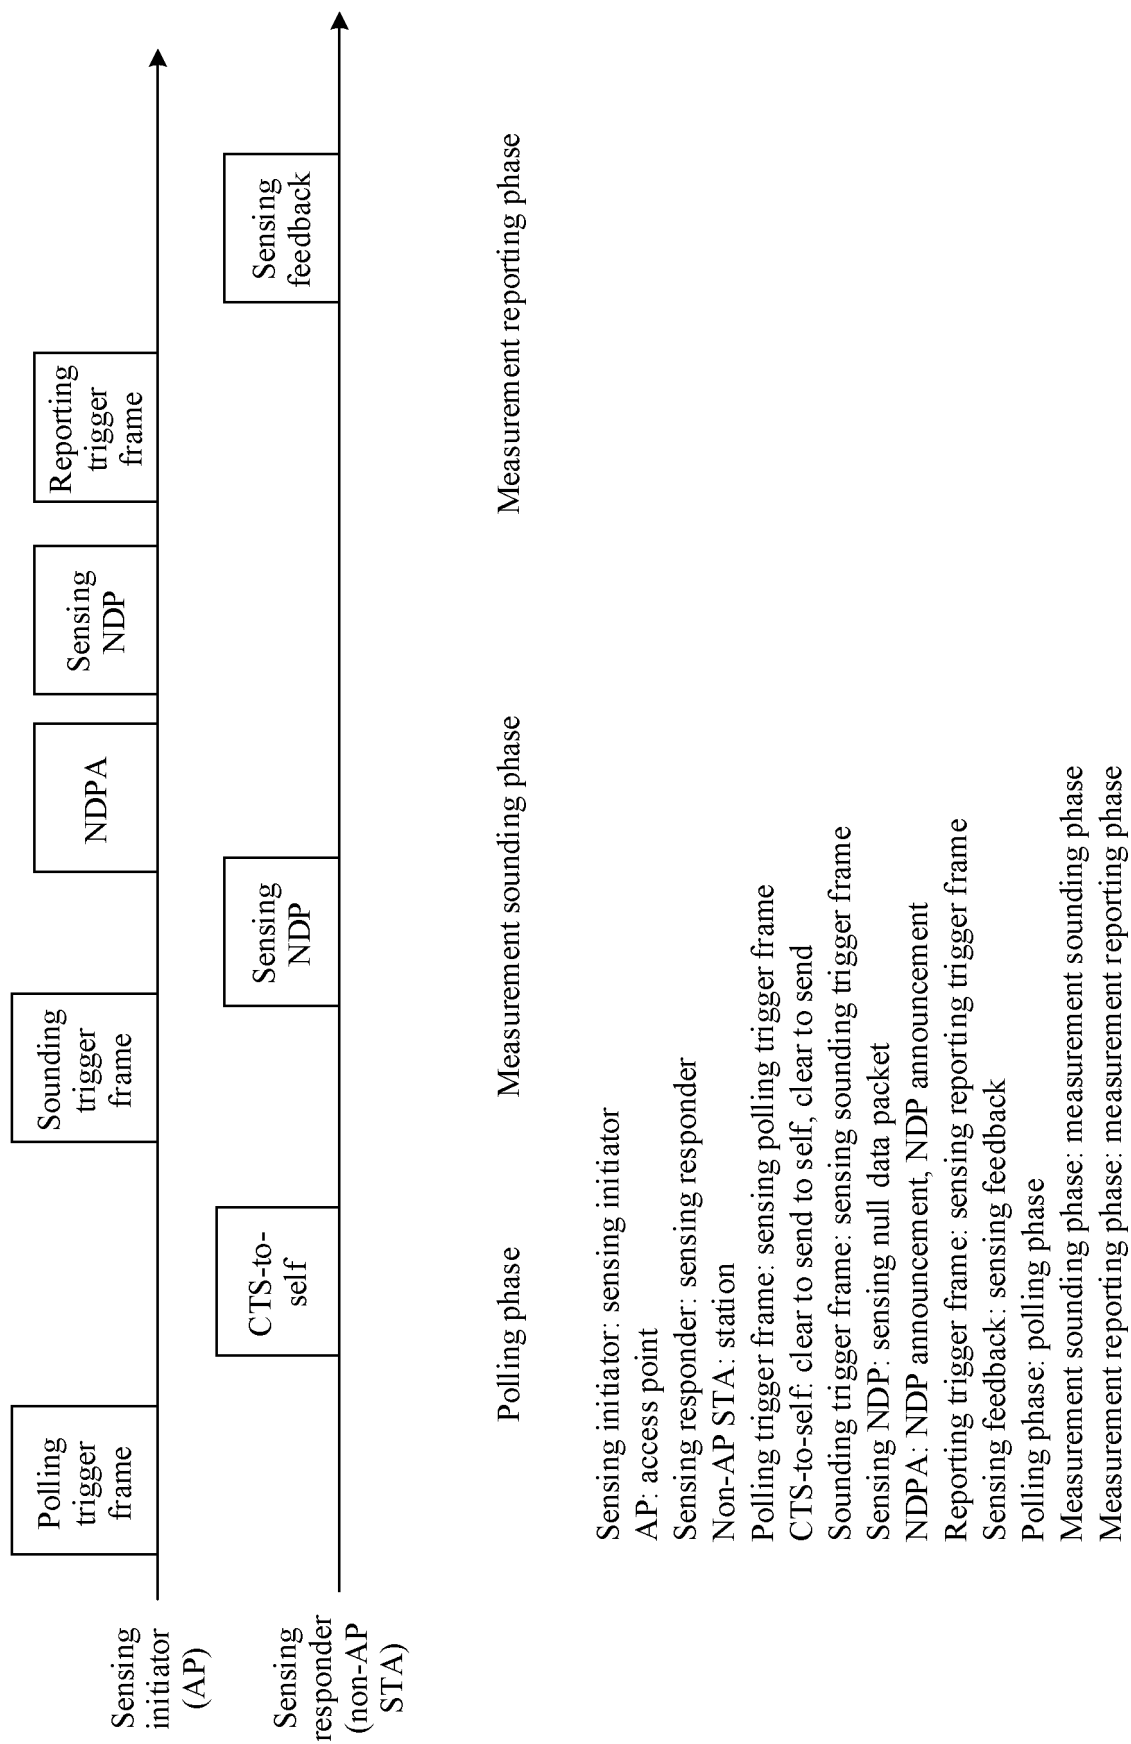 Sensing
initiator
(AP)
Polling
trigger
frame
Sounding
trigger
frame
NDPA
Sensing
NDP
Reporting
trigger
frame
Sensing
responder
(non-AP
STA)
CTS-to-
self
Sensing
NDP
Sensing
feedback
Polling phase
Measurement sounding phase
Measurement reporting phase
Sensing initiator: sensing initiator
AP: access point
Sensing responder: sensing responder
Non-AP STA: station
Polling trigger frame: sensing polling trigger frame
CTS-to-self: clear to send to self, clear to send
Sounding trigger frame: sensing sounding trigger frame
Sensing NDP: sensing null data packet
NDPA: NDP announcement, NDP announcement
Reporting trigger frame: sensing reporting trigger frame
Sensing feedback: sensing feedback
Polling phase: polling phase
Measurement sounding phase: measurement sounding phase
Measurement reporting phase: measurement reporting phase